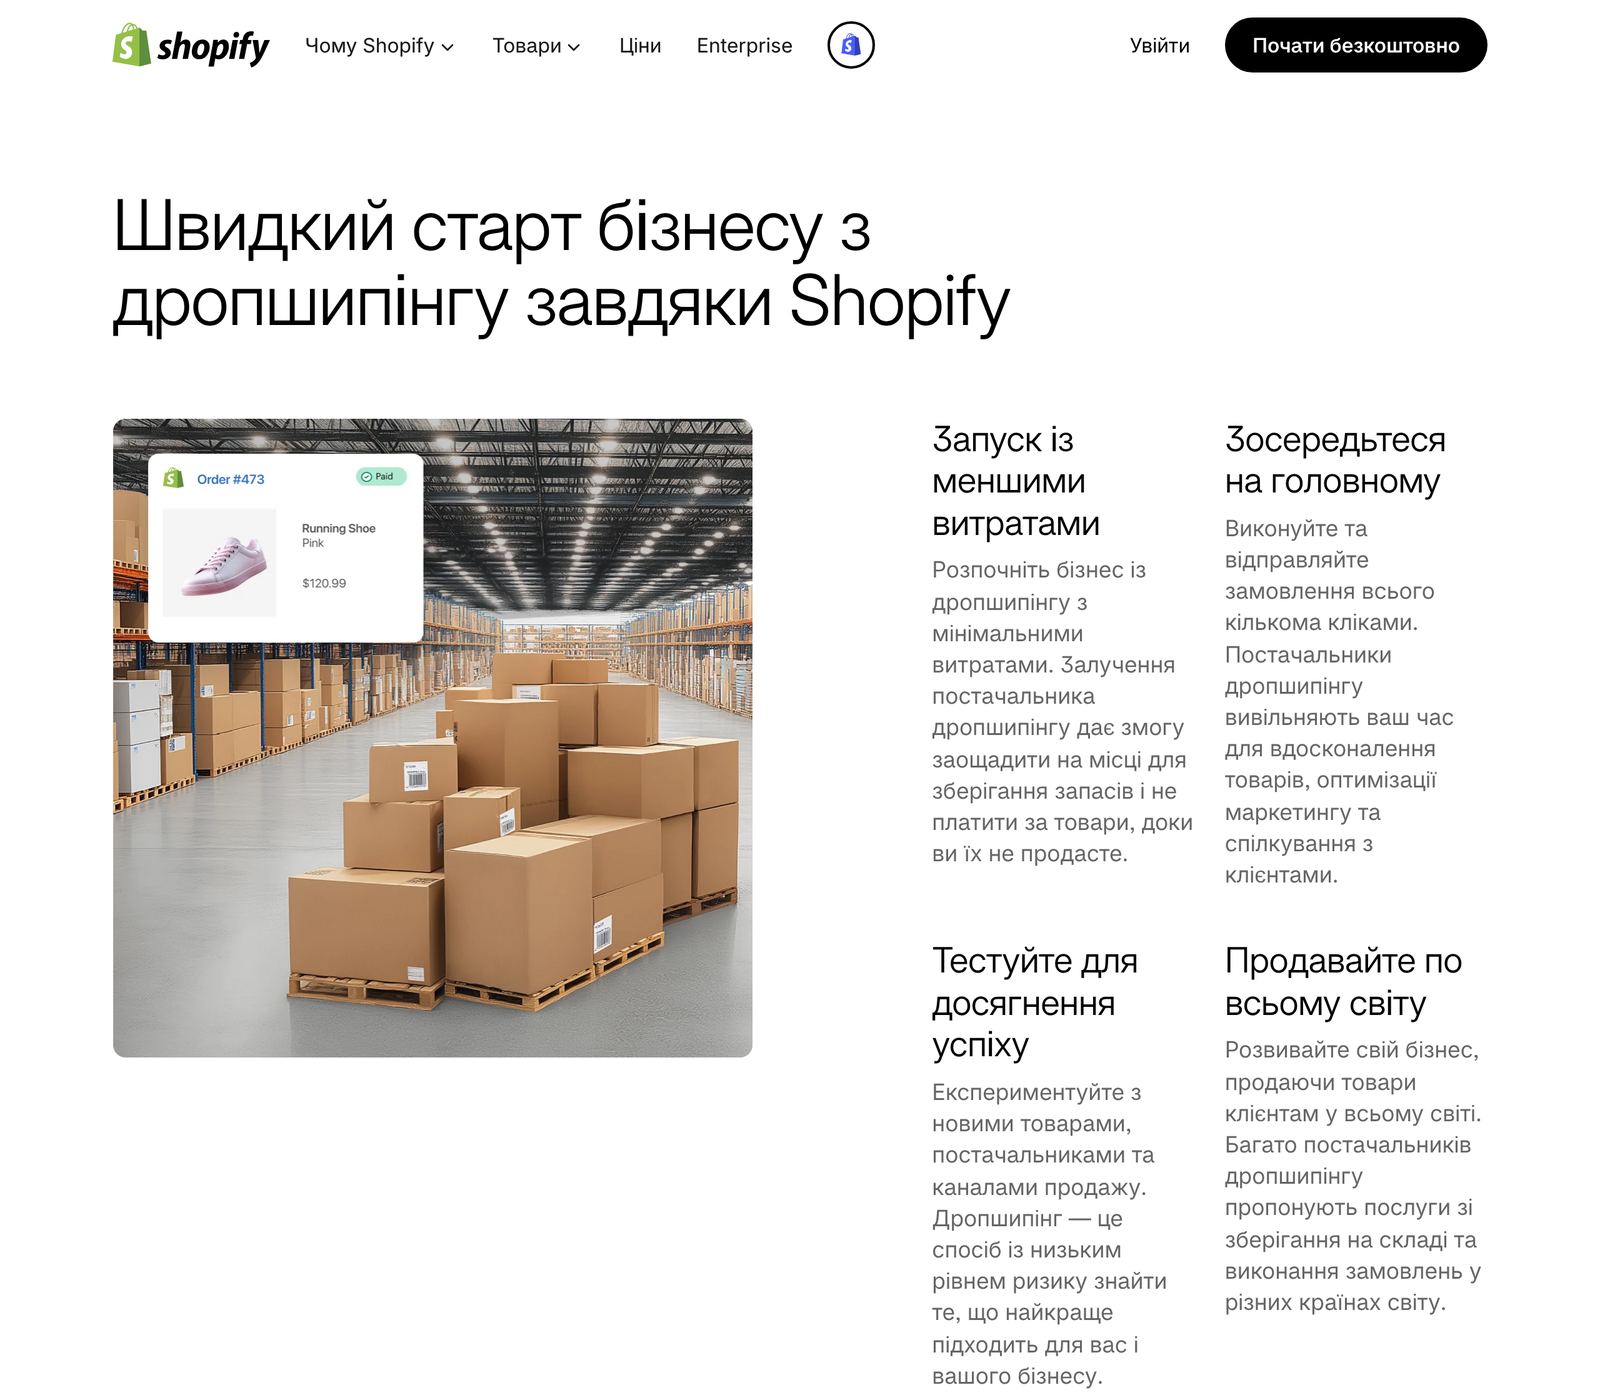 shopify
Чому Shopify
Товари
Ціни
Enterprise
Увійти
Почати безкоштовно
Швидкий старт бізнесу з
дропшипінгу завдяки Shopify
Order #473
Paid
Running Shoe
Pink
$120.99
Запуск із
меншими
витратами
Розпочніть бізнес із
дропшипінгу з
мінімальними
витратами. Залучення
постачальника
дропшипінгу дає змогу
заощадити на місці для
зберігання запасів і не
платити за товари, доки
ви їх не продасте.
Зосередьтеся
на головному
Виконуйте та
відправляйте
замовлення всього
кількома кліками.
Постачальники
дропшипінгу
вивільняють ваш час
для вдосконалення
товарів, оптимізації
маркетингу та
спілкування з
клієнтами.
Тестуйте для
досягнення
успіху
Експериментуйте з
новими товарами,
постачальниками та
каналами продажу.
Дропшипінг — це
спосіб із низьким
рівнем ризику знайти
те, що найкраще
підходить для вас і
вашого бізнесу.
Продавайте по
всьому світу
Розвивайте свій бізнес,
продаючи товари
клієнтам у всьому світі.
Багато постачальників
дропшипінгу
пропонують послуги зі
зберігання на складі та
виконання замовлень у
різних країнах світу.